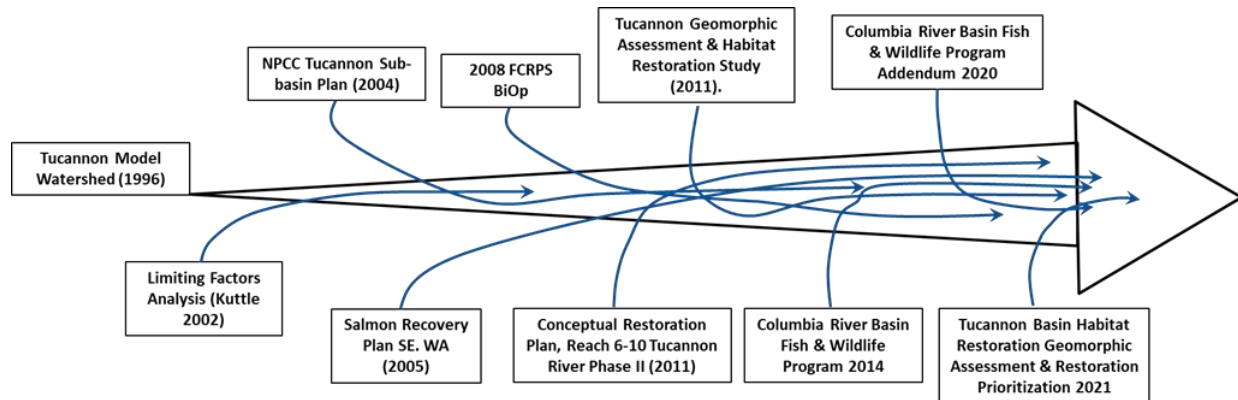 Tucannon Model
Watershed (1996)
NPCC Tucannon Sub-
basin Plan (2004)
2008 FCRPS
BiOp
Tucannon Geomorphic
Assessment & Habitat
Restoration Study
(2011).
Columbia River Basin Fish
& Wildlife Program
Addendum 2020
Limiting Factors
Analysis (Kuttle
2002)
Salmon Recovery
Plan SE. WA
(2005)
Conceptual Restoration
Plan, Reach 6-10 Tucannon
River Phase II (2011)
Columbia River Basin
Fish & Wildlife
Program 2014
Tucannon Basin Habitat
Restoration Geomorphic
Assessment & Restoration
Prioritization 2021